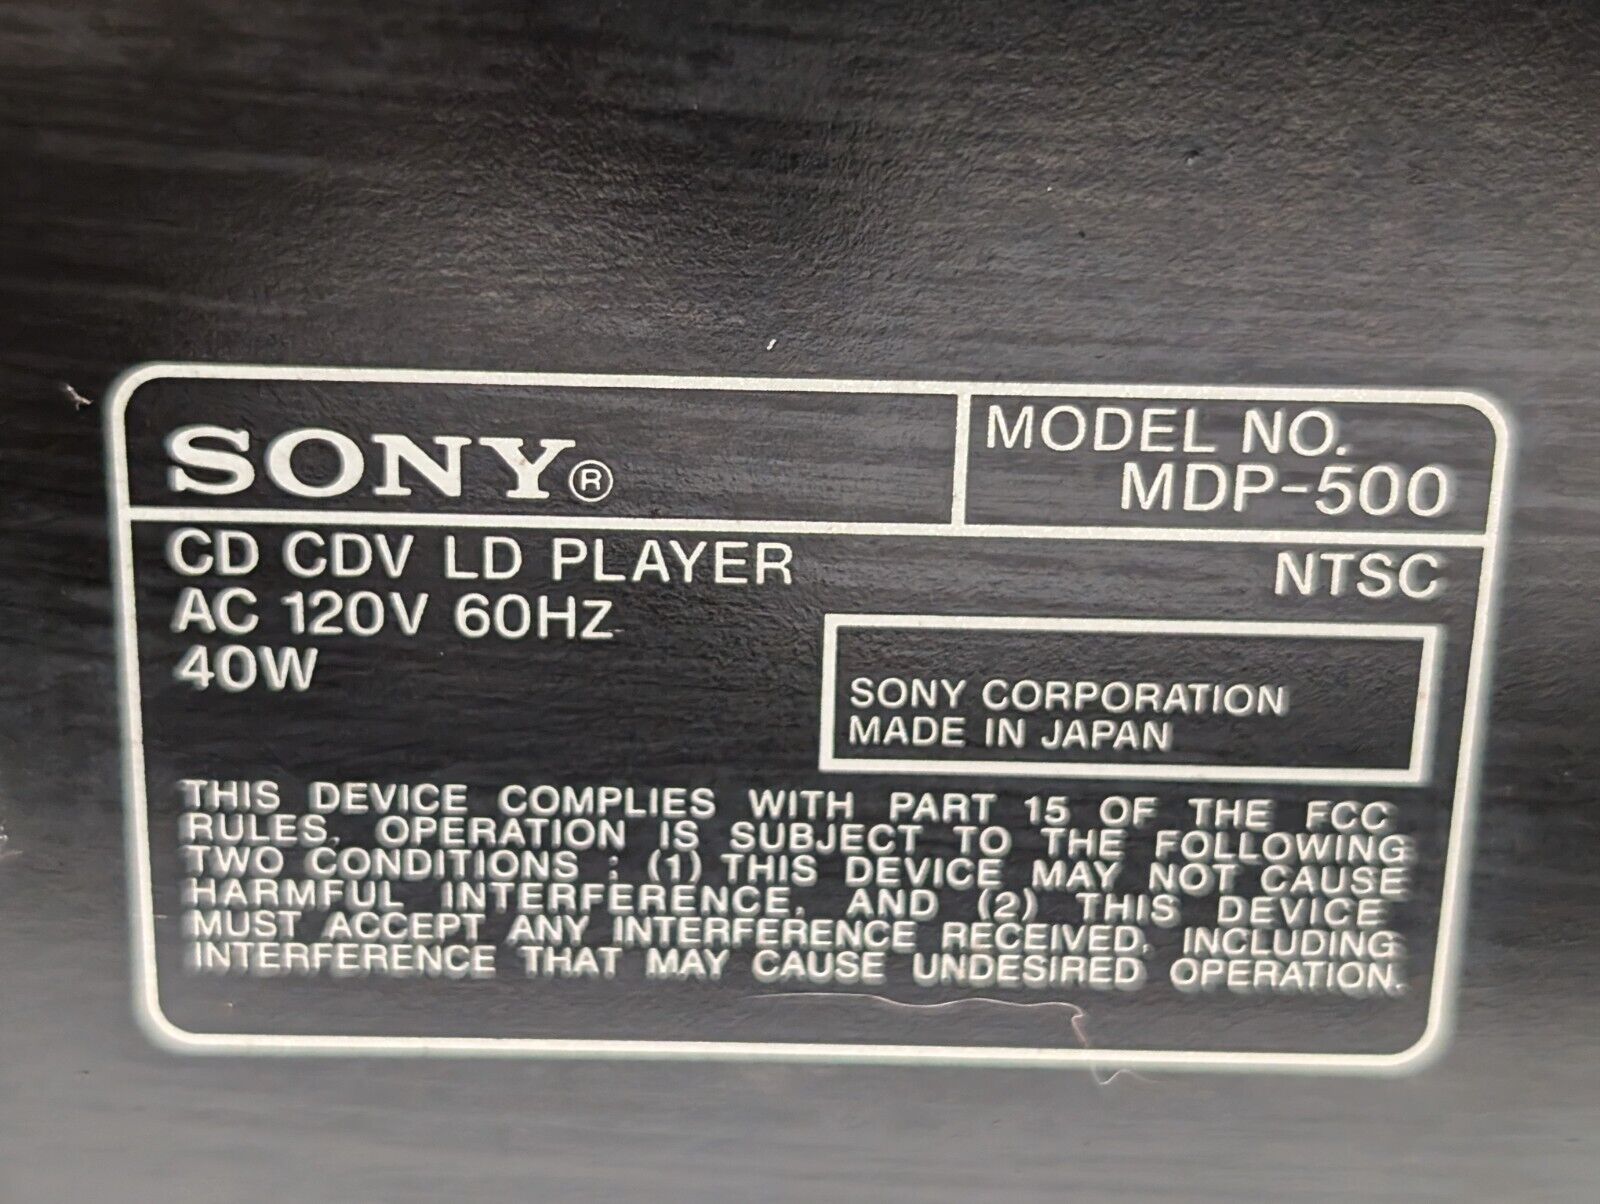 SONY®
MODEL NO.
MDP-500
CD CDV LD PLAYER
NTSC
AC 120V 60HZ
40W
SONY CORPORATION
MADE IN JAPAN
THIS DEVICE COMPLIES WITH PART 15 OF THE FCC
RULES. OPERATION IS SUBJECT TO THE FOLLOWING
TWO CONDITIONS : (1) THIS DEVICE MAY NOT CAUSE
HARMFUL INTERFERENCE, AND (2) THIS DEVICE
MUST ACCEPT ANY INTERFERENCE RECEIVED, INCLUDING
INTERFERENCE THAT MAY CAUSE UNDESIRED OPERATION.